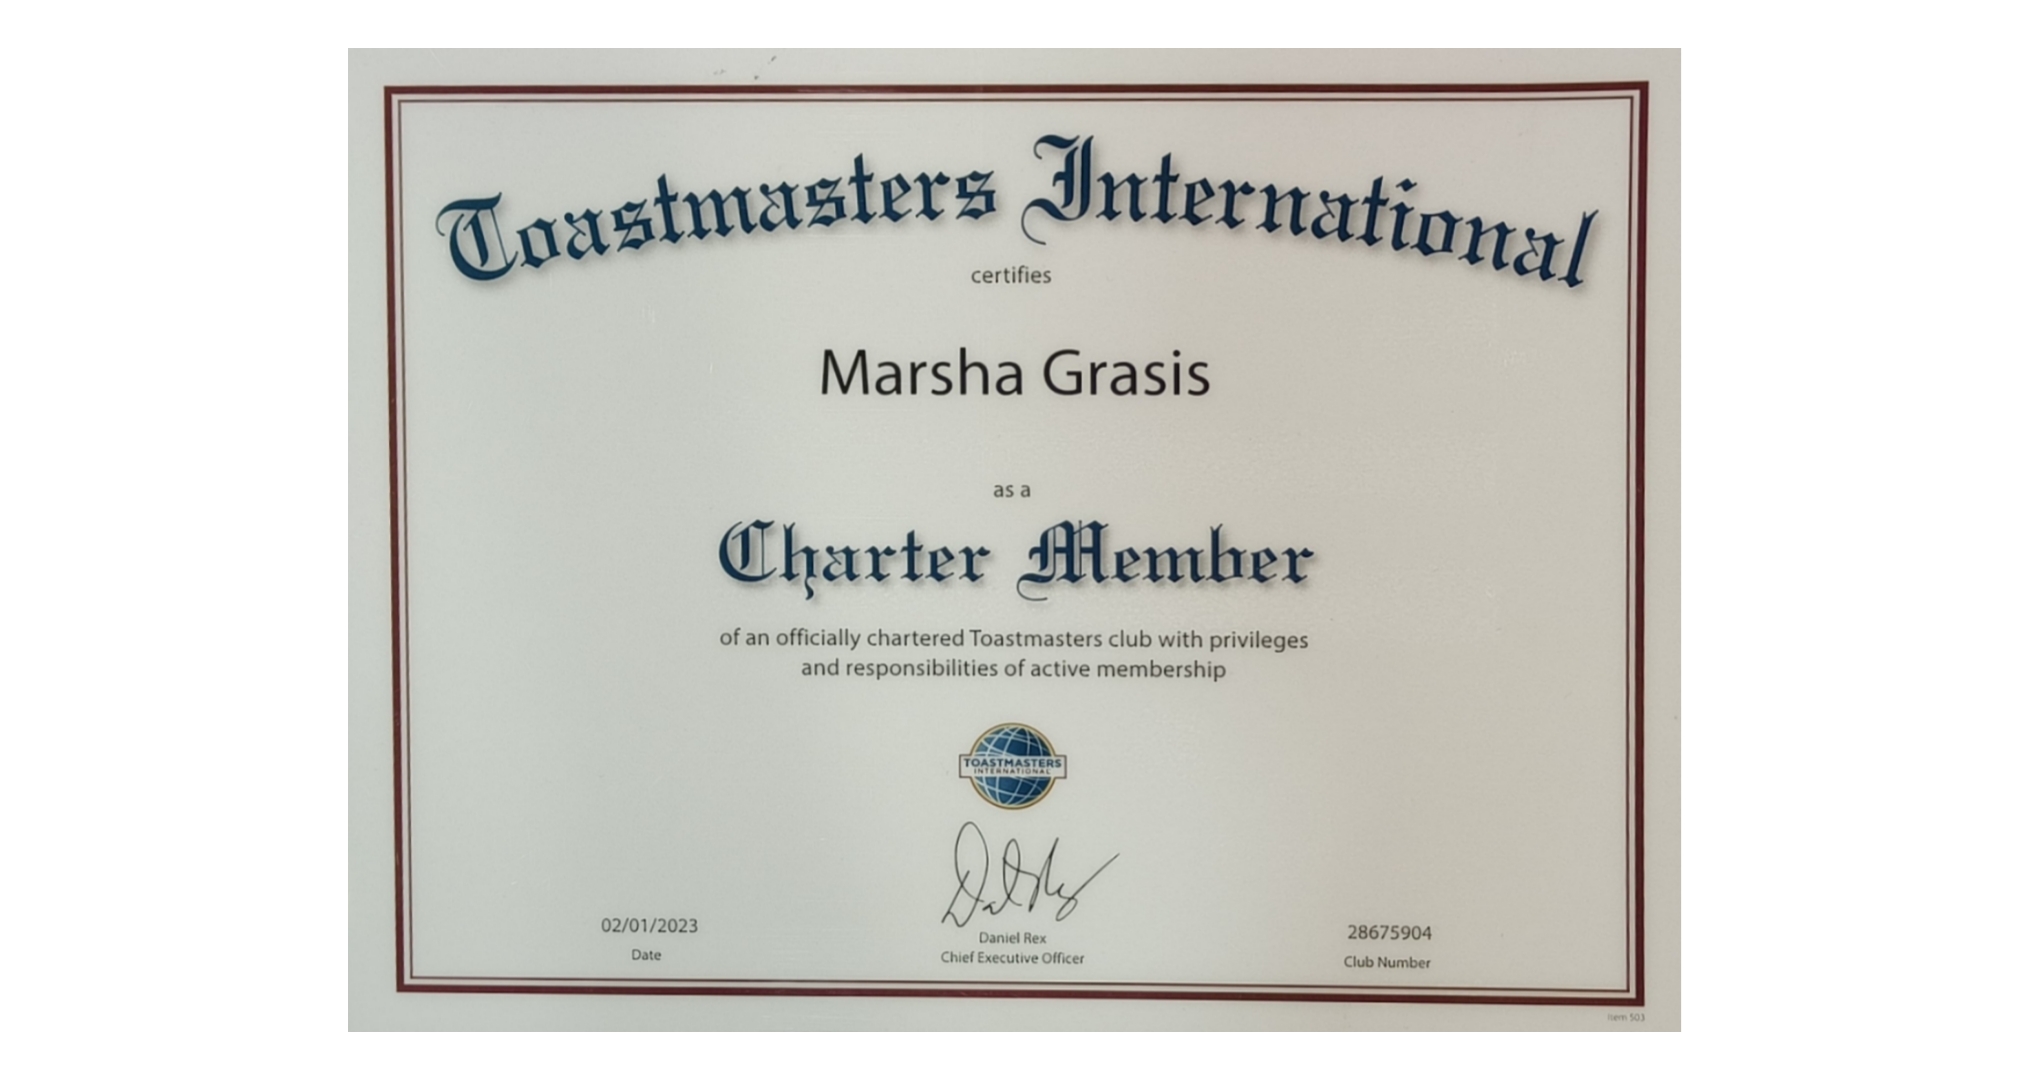 Toastmasters International
certifies
Marsha Grasis
as a
Charter Member
of an officially chartered Toastmasters club with privileges
and responsibilities of active membership
TOASTMASTERS
INTERNATIONAL
02/01/2023
Date
Daniel Rex
Chief Executive Officer
28675904
Club Number
Item 503